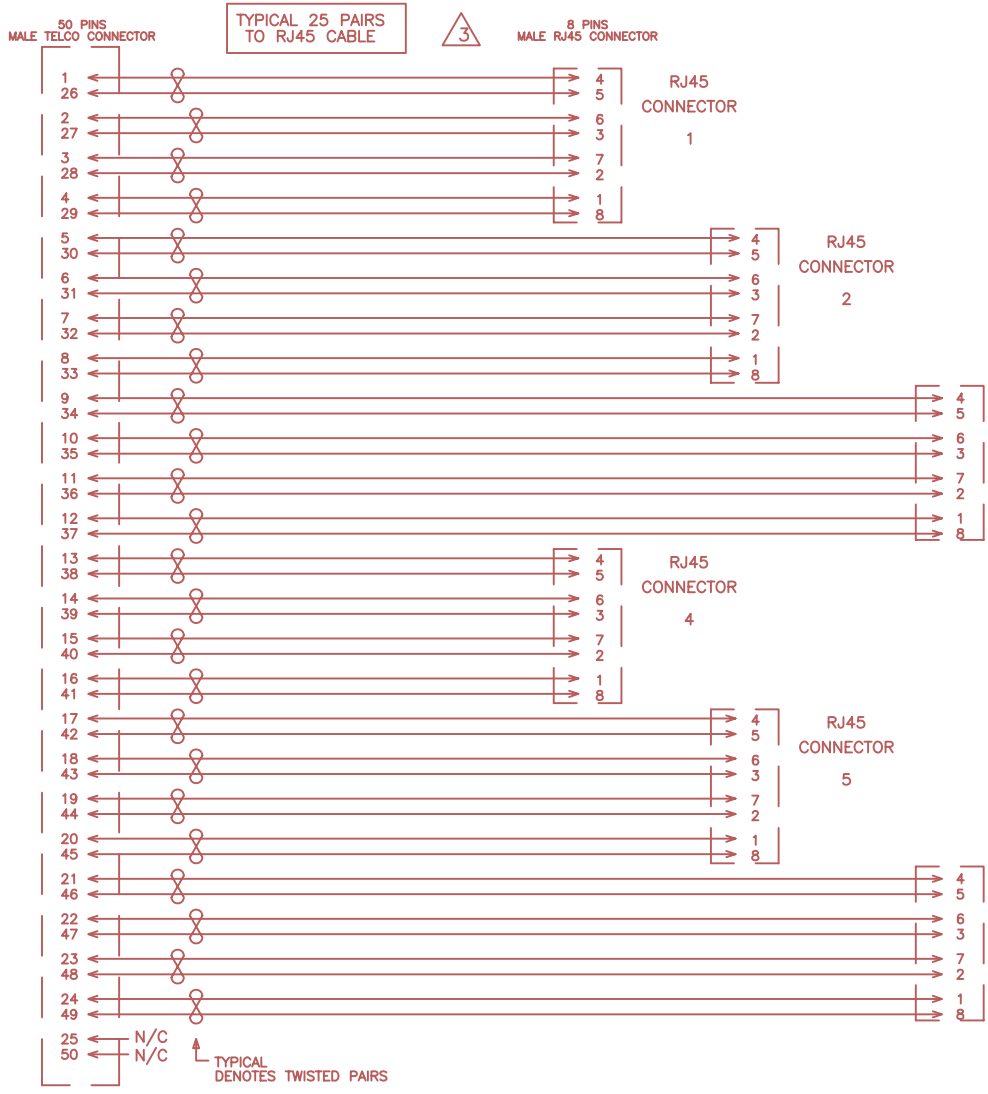 50 PINS
MALE TELCO CONNECTOR
TYPICAL 25 PAIRS
TO RJ45 CABLE
3
8 PINS
MALE RJ45 CONNECTOR
1 4
26 5
2 6
27 3
3 7
28 2
4 1
29 8
RJ45
CONNECTOR
1
5 4
30 5
6 6
31 3
7 7
32 2
8 1
33 8
RJ45
CONNECTOR
2
9 4
34 5
10 6
35 3
11 7
36 2
12 1
37 8
13 4
38 5
14 6
39 3
15 7
40 2
16 1
41 8
RJ45
CONNECTOR
4
17 4
42 5
18 6
43 3
19 7
44 2
20 1
45 8
RJ45
CONNECTOR
5
21 4
46 5
22 6
47 3
23 7
48 2
24 1
49 8
25 N/C
50 N/C
TYPICAL
DENOTES TWISTED PAIRS